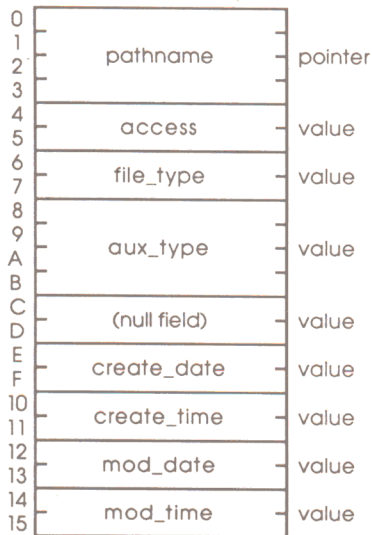 0
1
pathname pointer
2
3
4
access value
5
6
file_type value
7
8
9
aux_type value
A
B
C
(null field) value
D
E
create_date value
F
10
create_time value
11
12
mod_date value
13
14
mod_time value
15